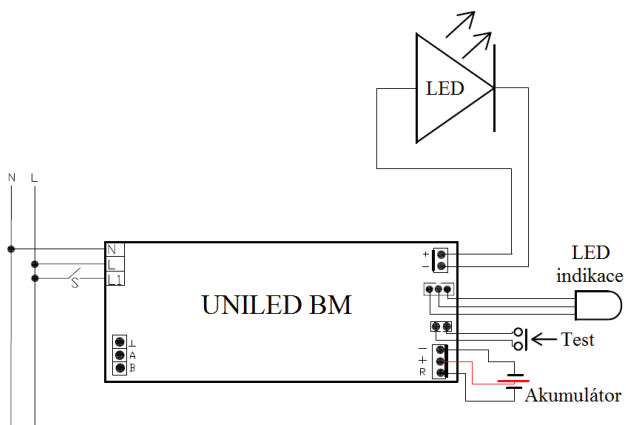 LED
N L
N
L
S
L1
UNILED BM
+
−
LED
indikace
Test
⊥
A
B
−
+
R
Akumulátor